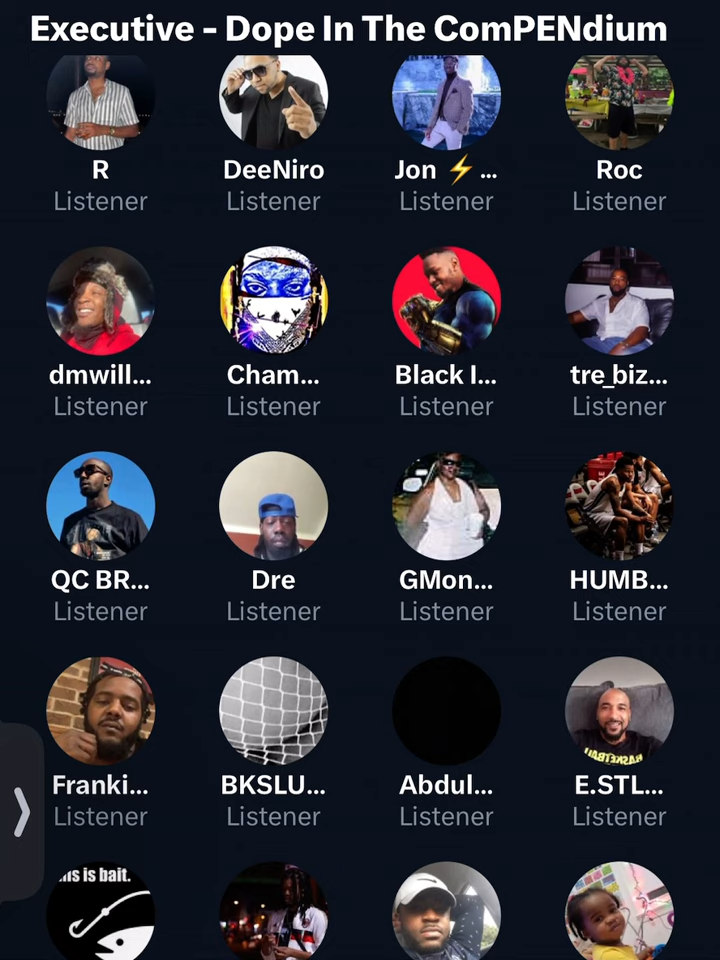 Executive - Dope In The ComPENdium
R DeeNiro Jon ⚡ ... Roc
Listener Listener Listener Listener
dmwill... Cham... Black I... tre_biz...
Listener Listener Listener Listener
QC BR... Dre GMon... HUMB...
Listener Listener Listener Listener
BASKETBALL
Franki... BKSLU... Abdul... E.STL...
Listener Listener Listener Listener
is is bait.